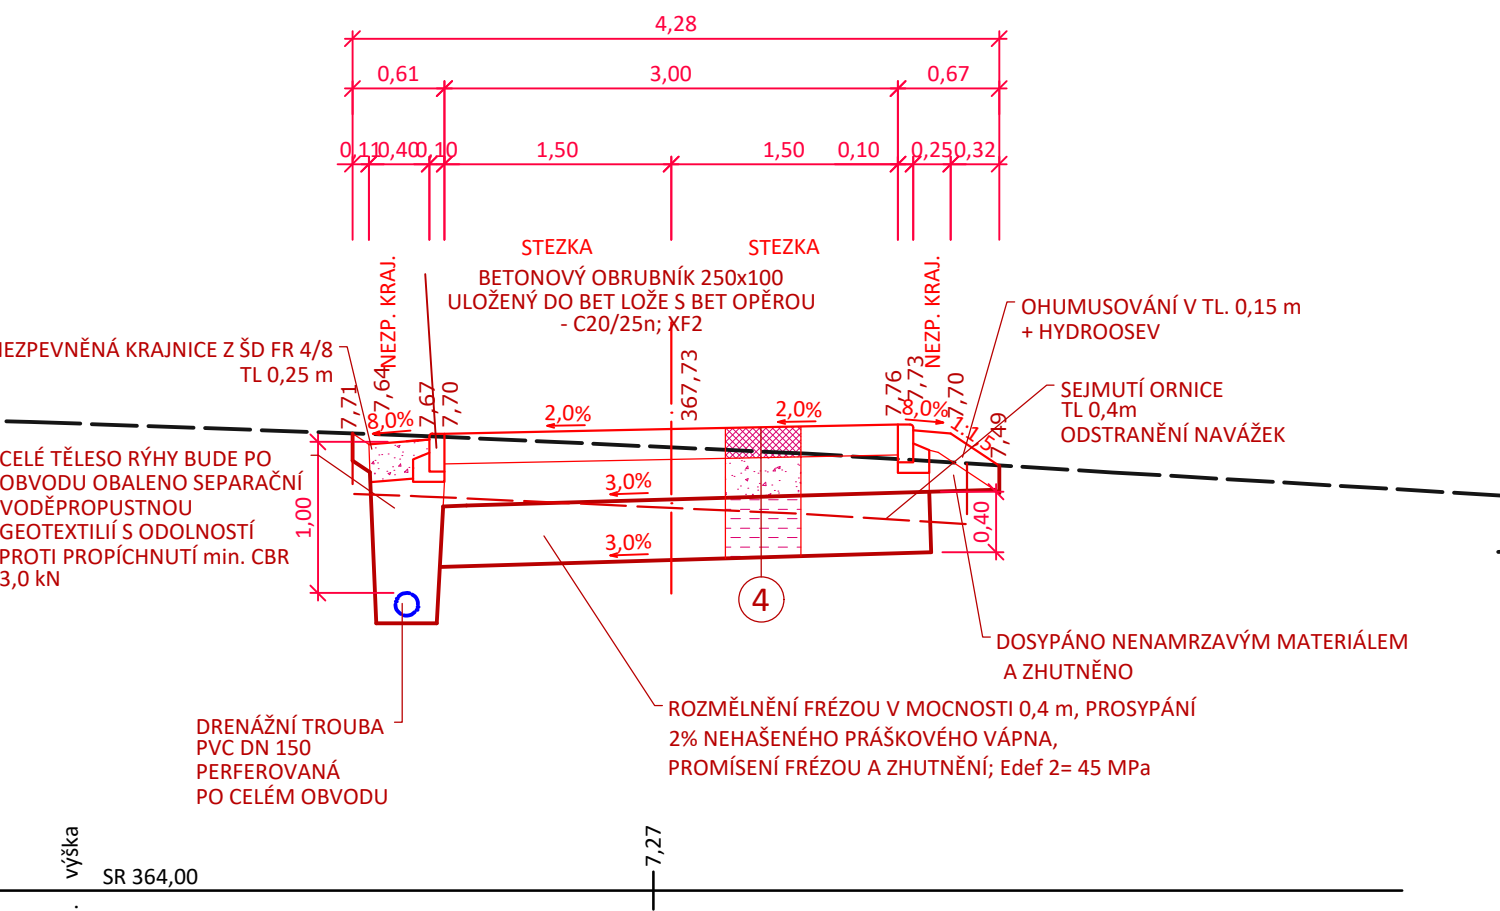 4,28
0,61
3,00
0,67
0,11
0,40
0,10
1,50
1,50
0,10
0,25
0,32
STEZKA
STEZKA
NEZP. KRAJ.
NEZP. KRAJ.
BETONOVÝ OBRUBNÍK 250x100
ULOŽENÝ DO BET LOŽE S BET OPĚROU
- C20/25n; XF2
OHUMUSOVÁNÍ V TL. 0,15 m
+ HYDROOSEV
NEZPEVNĚNÁ KRAJNICE Z ŠD FR 4/8
TL 0,25 m
7,71
7,64
7,67
7,70
367,73
7,76
7,73
7,70
7,49
8,0%
2,0%
2,0%
8,0%
1:1,5
SEJMUTÍ ORNICE
TL 0,4m
ODSTRANĚNÍ NAVÁŽEK
CELÉ TĚLESO RÝHY BUDE PO
OBVODU OBALENO SEPARAČNÍ
VODĚPROPUSTNOU
GEOTEXTILIÍ S ODOLNOSTÍ
PROTI PROPÍCHNUTÍ min. CBR
3,0 kN
1,00
3,0%
3,0%
0,40
4
DOSYPÁNO NENAMRZAVÝM MATERIÁLEM
A ZHUTNĚNO
DRENÁŽNÍ TROUBA
PVC DN 150
PERFEROVANÁ
PO CELÉM OBVODU
ROZMĚLNĚNÍ FRÉZOU V MOCNOSTI 0,4 m, PROSYPÁNÍ
2% NEHAŠENÉHO PRÁŠKOVÉHO VÁPNA,
PROMÍSENÍ FRÉZOU A ZHUTNĚNÍ; Edef 2= 45 MPa
výška
SR 364,00
7,27